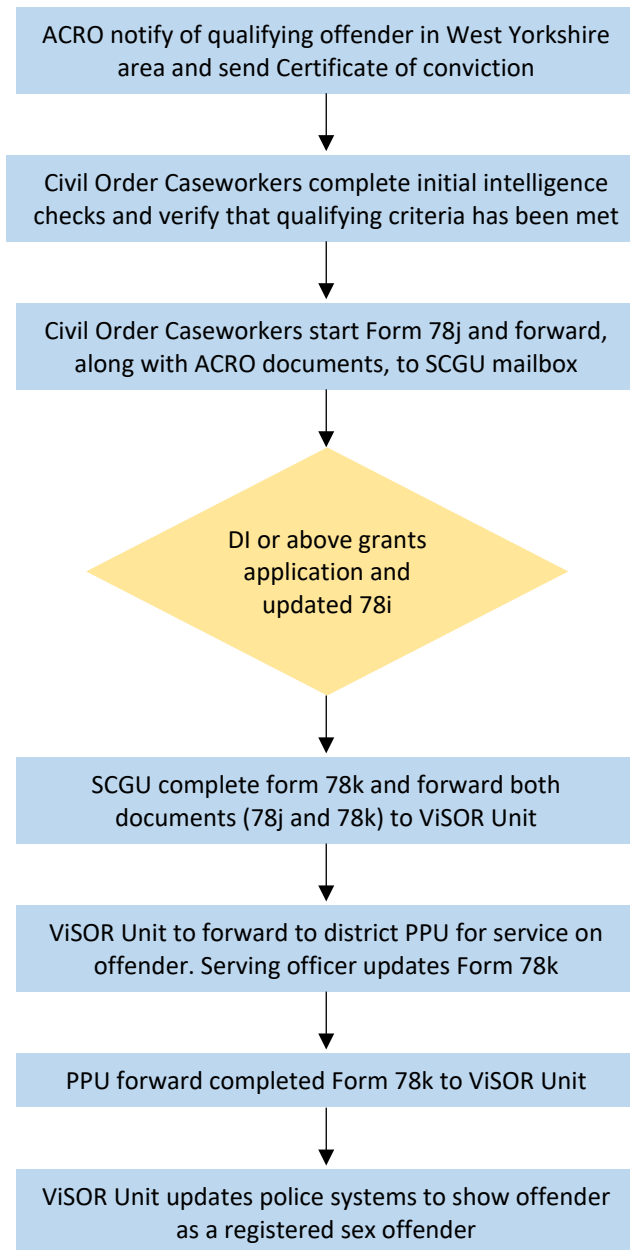 ACRO notify of qualifying offender in West Yorkshire
area and send Certificate of conviction
Civil Order Caseworkers complete initial intelligence
checks and verify that qualifying criteria has been met
Civil Order Caseworkers start Form 78j and forward,
along with ACRO documents, to SCGU mailbox
DI or above grants
application and
updated 78i
SCGU complete form 78k and forward both
documents (78j and 78k) to ViSOR Unit
ViSOR Unit to forward to district PPU for service on
offender. Serving officer updates Form 78k
PPU forward completed Form 78k to ViSOR Unit
ViSOR Unit updates police systems to show offender
as a registered sex offender